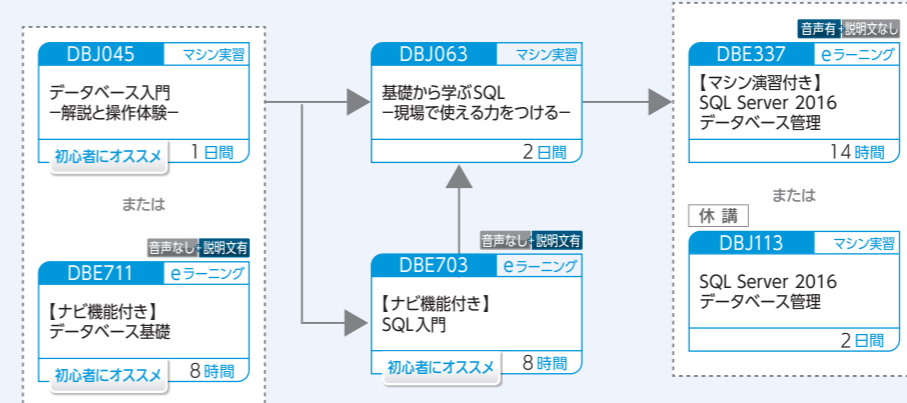 DBJ045 マシン実習
データベース入門
−解説と操作体験−
初心者にオススメ 1日間
または
音声なし+説明文有
DBE711 eラーニング
【ナビ機能付き】
データベース基礎
初心者にオススメ 8時間
DBJ063 マシン実習
基礎から学ぶSQL
−現場で使える力をつける−
2日間
音声なし+説明文有
DBE703 eラーニング
【ナビ機能付き】
SQL入門
初心者にオススメ 8時間
音声有+説明文なし
DBE337 eラーニング
【マシン演習付き】
SQL Server 2016
データベース管理
14時間
または
休 講
DBJ113 マシン実習
SQL Server 2016
データベース管理
2日間